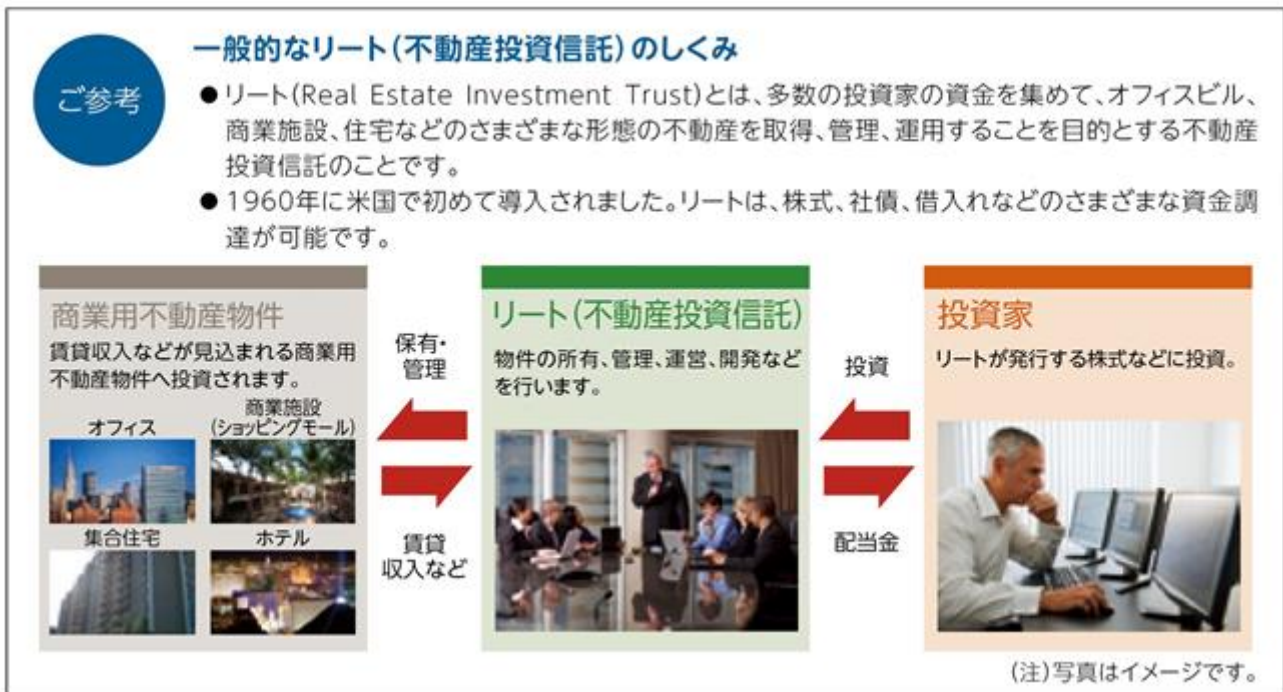 ご参考
一般的なリート(不動産投資信託)のしくみ
●リート(Real Estate Investment Trust)とは、多数の投資家の資金を集めて、オフィスビル、
商業施設、住宅などのさまざまな形態の不動産を取得、管理、運用することを目的とする不動産
投資信託のことです。
●1960年に米国で初めて導入されました。リートは、株式、社債、借入れなどのさまざまな資金調
達が可能です。
商業用不動産物件
賃貸収入などが見込まれる商業用
不動産物件へ投資されます。
オフィス
商業施設
(ショッピングモール)
集合住宅
ホテル
保有・
管理
賃貸
収入など
リート(不動産投資信託)
物件の所有、管理、運営、開発など
を行います。
投資
配当金
投資家
リートが発行する株式などに投資。
(注)写真はイメージです。